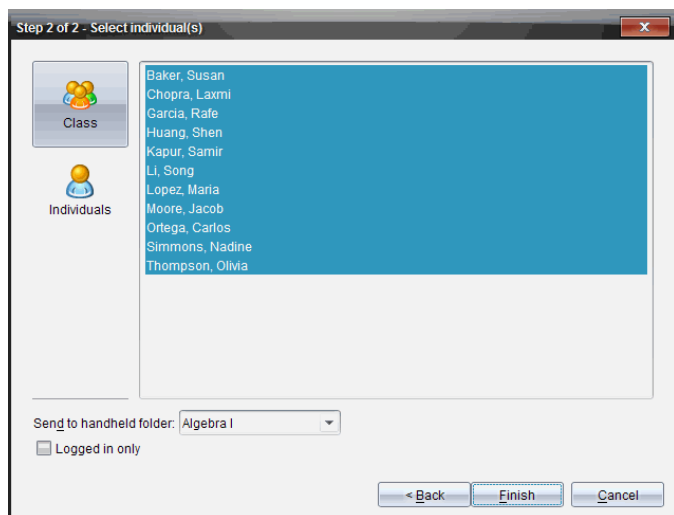 Step 2 of 2 - Select individual(s)
Class
Individuals
Baker, Susan
Chopra, Laxmi
Garcia, Rafe
Huang, Shen
Kapur, Samir
Li, Song
Lopez, Maria
Moore, Jacob
Ortega, Carlos
Simmons, Nadine
Thompson, Olivia
Send to handheld folder: Algebra I
Logged in only
< Back Finish Cancel